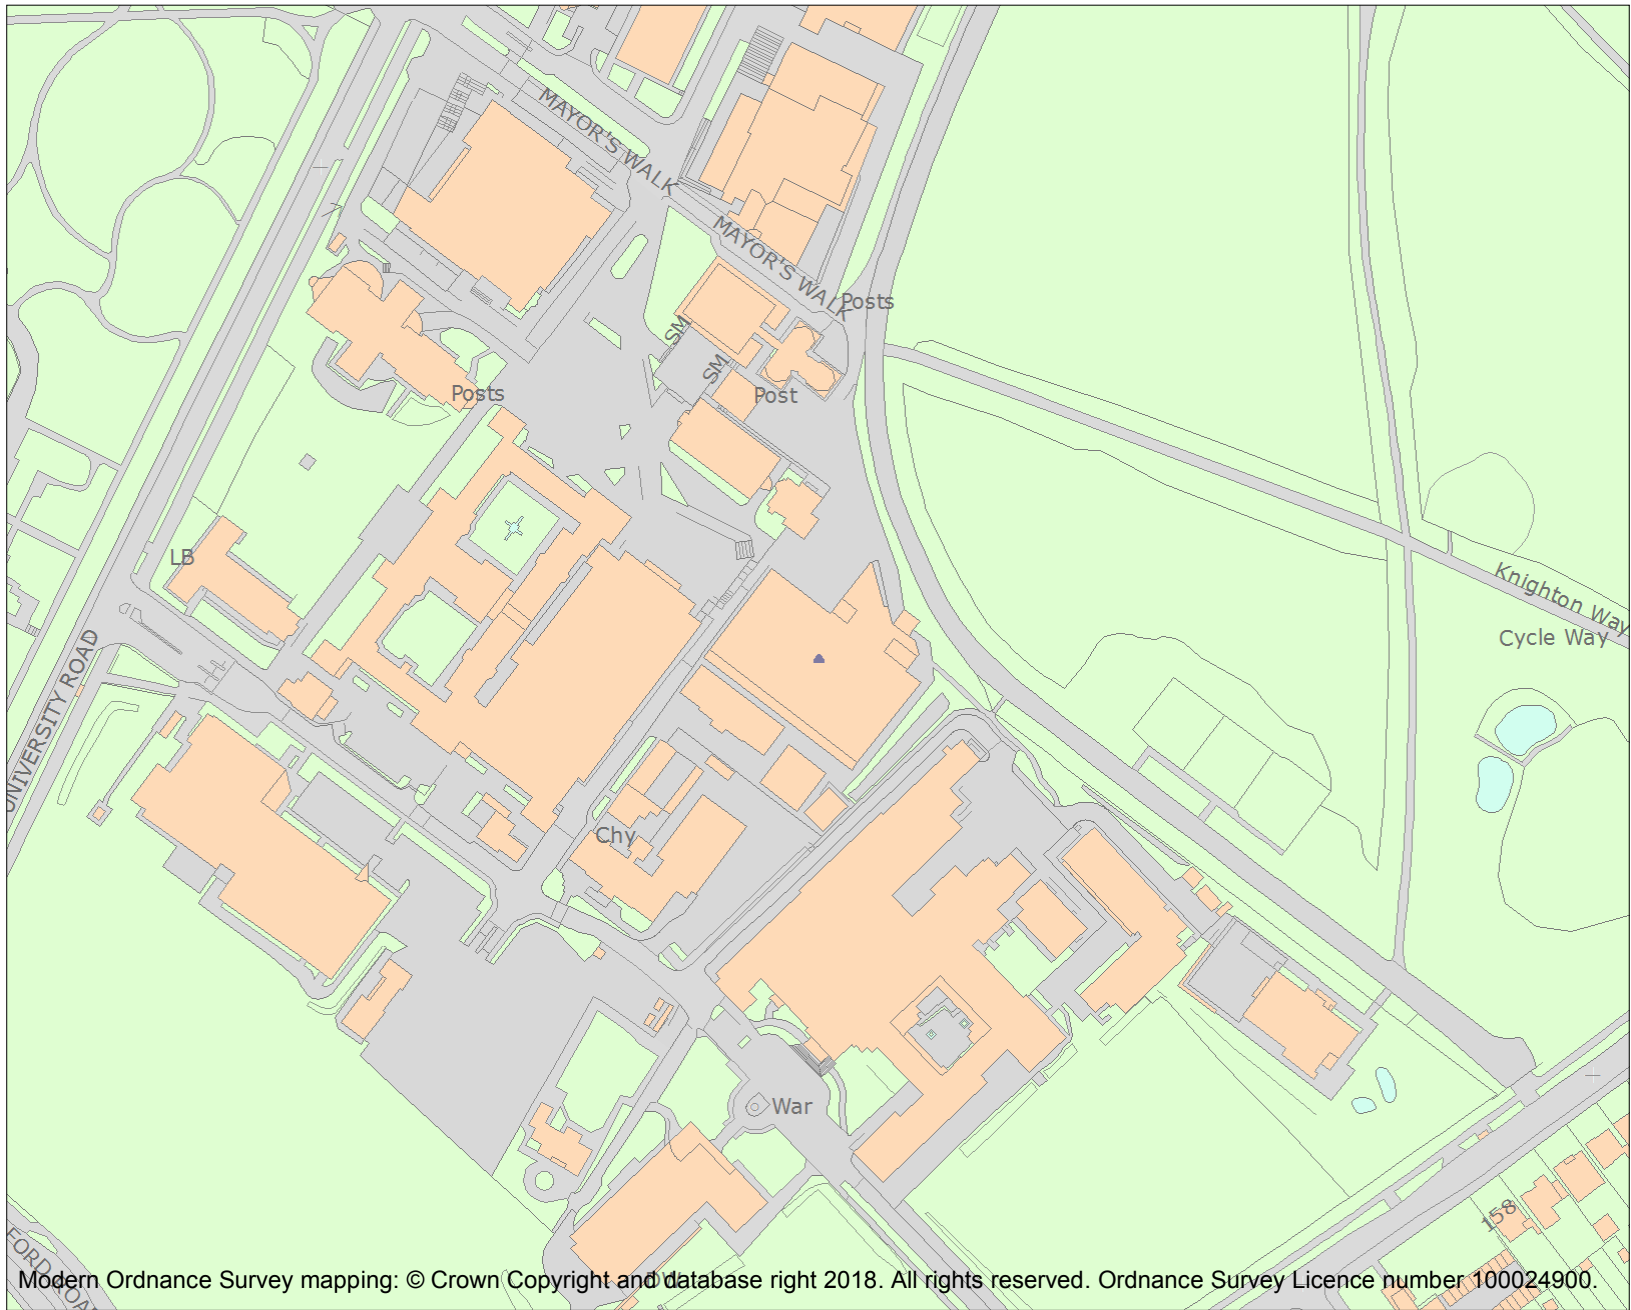 MAYOR'S WALK
MAYOR'S WALK
Posts
SM
SM
Posts
Post
LB
Knighton Way
Cycle Way
UNIVERSITY ROAD
Chy
War
158
Modern Ordnance Survey mapping: © Crown Copyright and database right 2018. All rights reserved. Ordnance Survey Licence number 100024900.